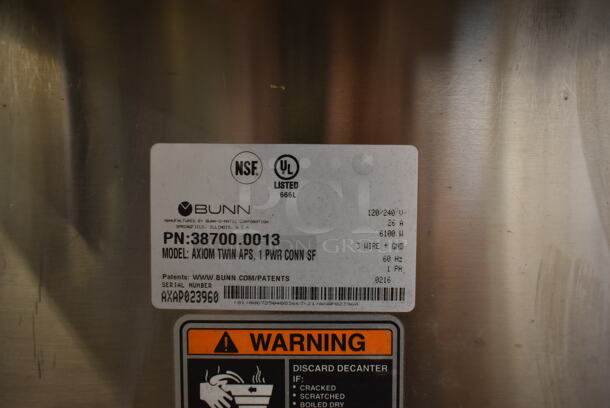 NSF
UL
LISTED
666L
BUNN
MANUFACTURED BY BUNN-O-MATIC CORPORATION
SPRINGFIELD, ILLINOIS, U.S.A
120/240 V~
26 A
6100 W
3 WIRE + GND
60 Hz
1 PH
PN:38700.0013
MODEL: AXIOM TWIN APS, 1 PWR CONN SF
Patents: WWW.BUNN.COM/PATENTS
0216
SERIAL NUMBER
AXAP023960
WARNING
DISCARD DECANTER
IF:
• CRACKED
• SCRATCHED
• BOILED DRY